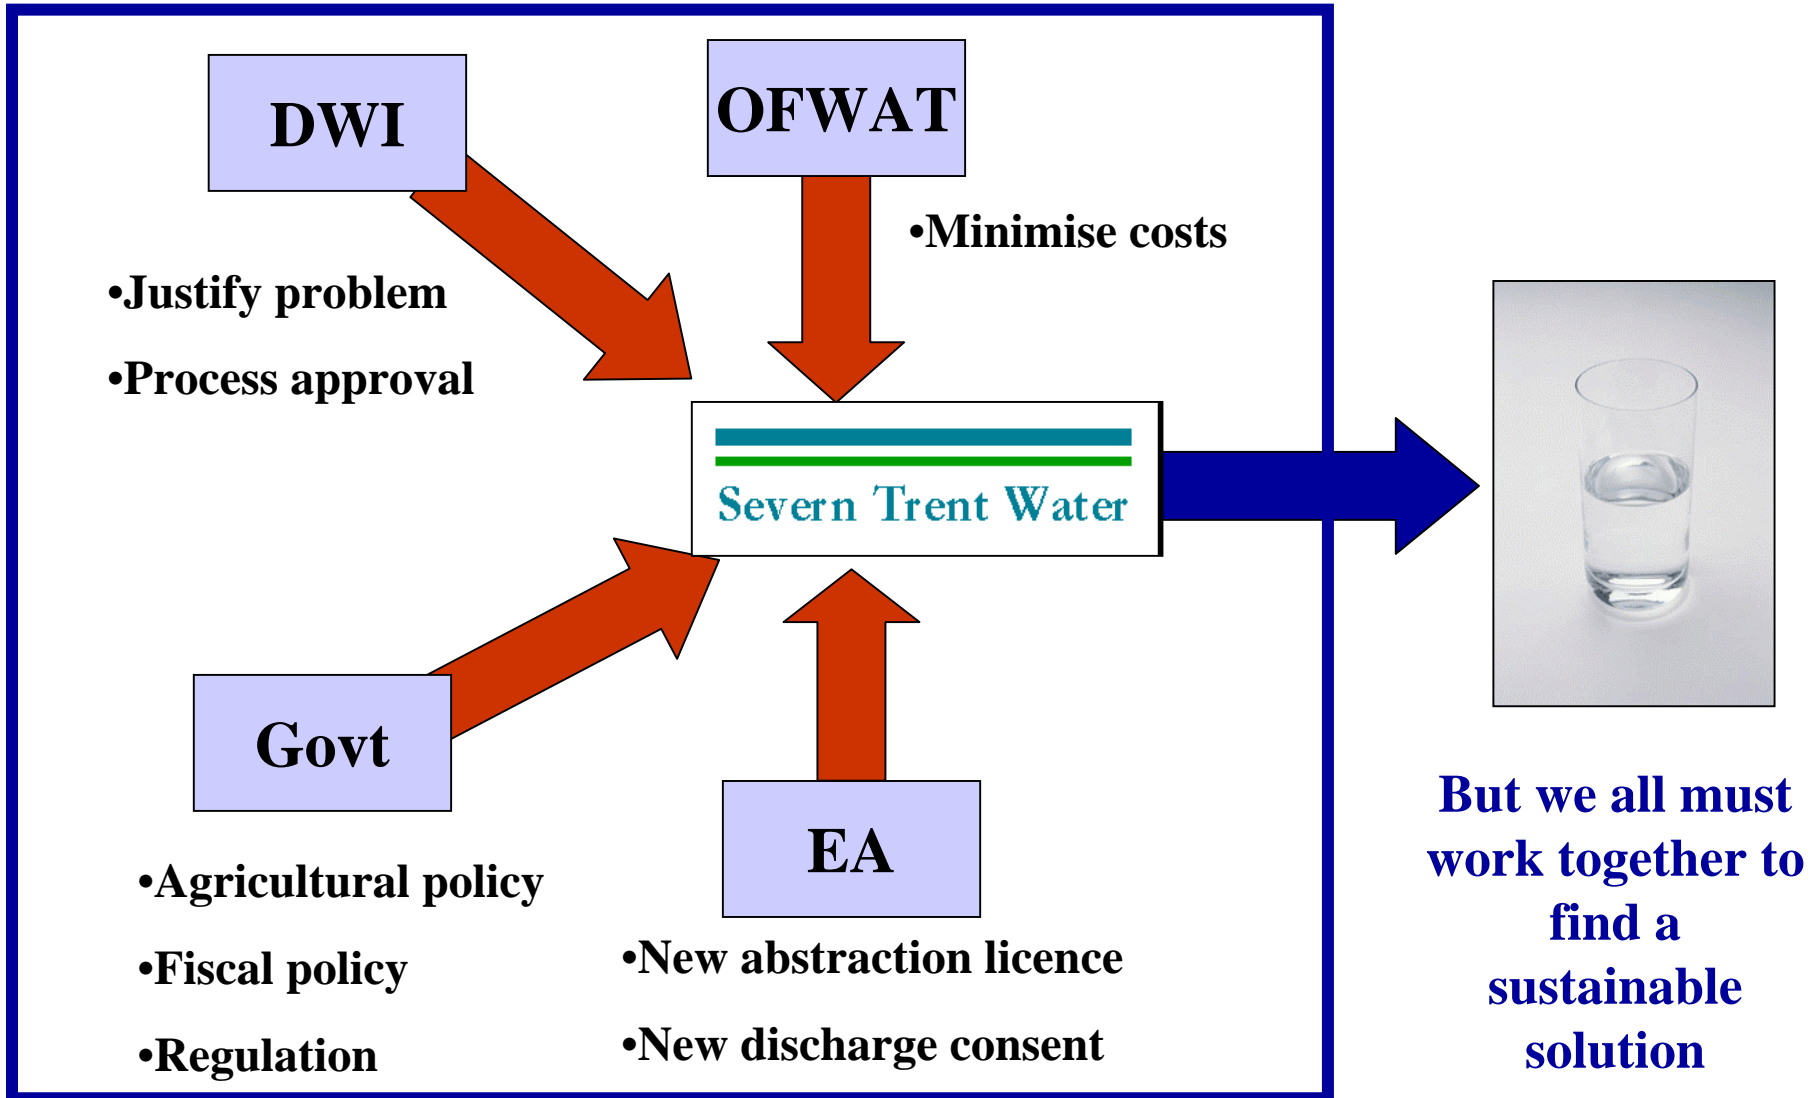 DWI
•Justify problem
•Process approval
OFWAT
•Minimise costs
Severn Trent Water
Govt
•Agricultural policy
•Fiscal policy
•Regulation
EA
•New abstraction licence
•New discharge consent
But we all must
work together to
find a
sustainable
solution